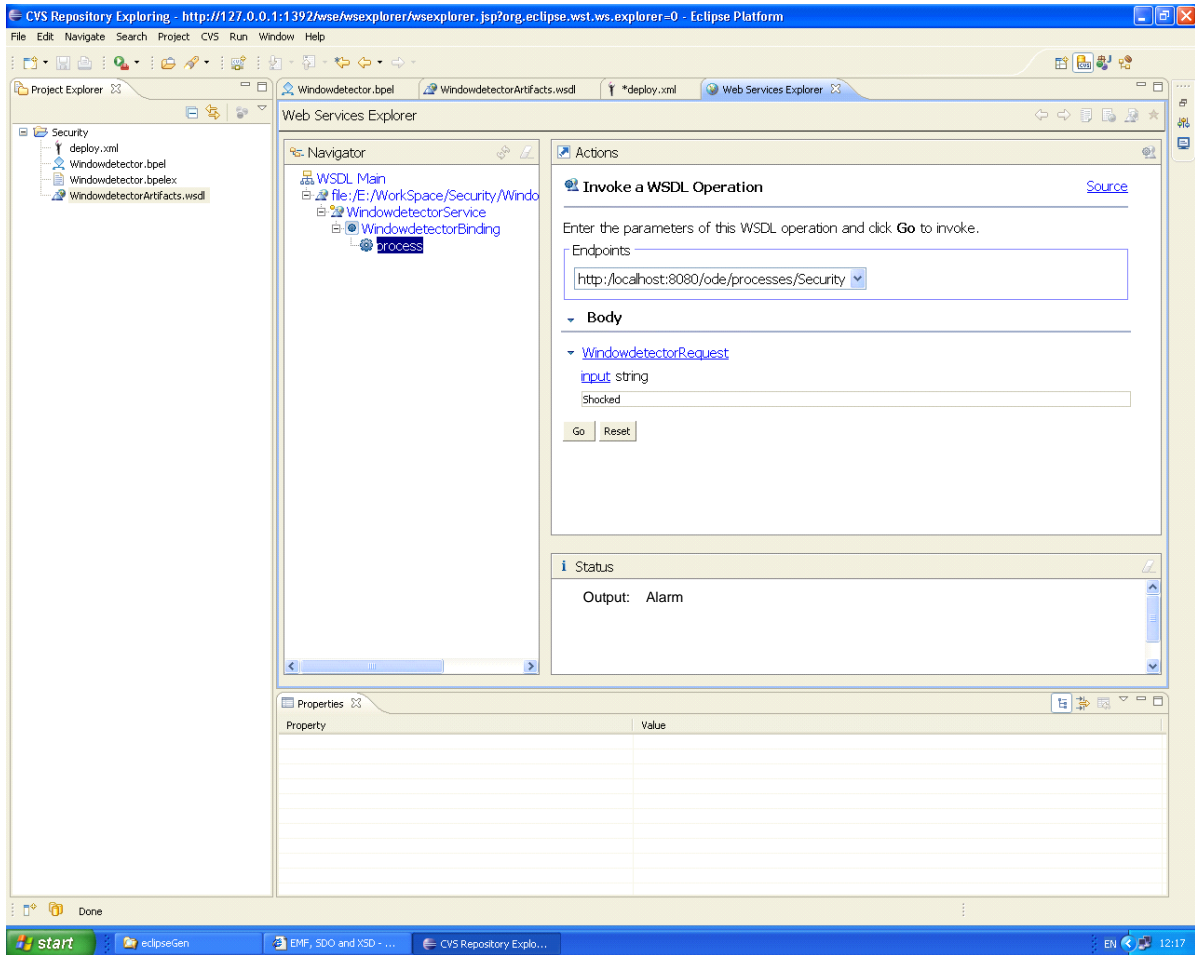 CVS Repository Exploring - http://127.0.0.1:1392/wse/wsexplorer/wsexplorer.jsp?org.eclipse.wst.ws.explorer=0 - Eclipse Platform
File Edit Navigate Search Project CVS Run Window Help
Project Explorer
Windowdetector.bpel WindowdetectorArtifacts.wsdl *deploy.xml Web Services Explorer
Web Services Explorer
Security
deploy.xml
Windowdetector.bpel
Windowdetector.bpelex
WindowdetectorArtifacts.wsdl
Navigator
WSDL Main
file:/E:/WorkSpace/Security/Windo
WindowdetectorService
WindowdetectorBinding
process
Actions
Invoke a WSDL Operation Source
Enter the parameters of this WSDL operation and click Go to invoke.
Endpoints
http:/localhost:8080/ode/processes/Security
Body
WindowdetectorRequest
input string
Shocked
Go Reset
i Status
Output: Alarm
Properties
Property Value
Done
start eclipseGen EMF, SDO and XSD - ... CVS Repository Explo... EN 12:17